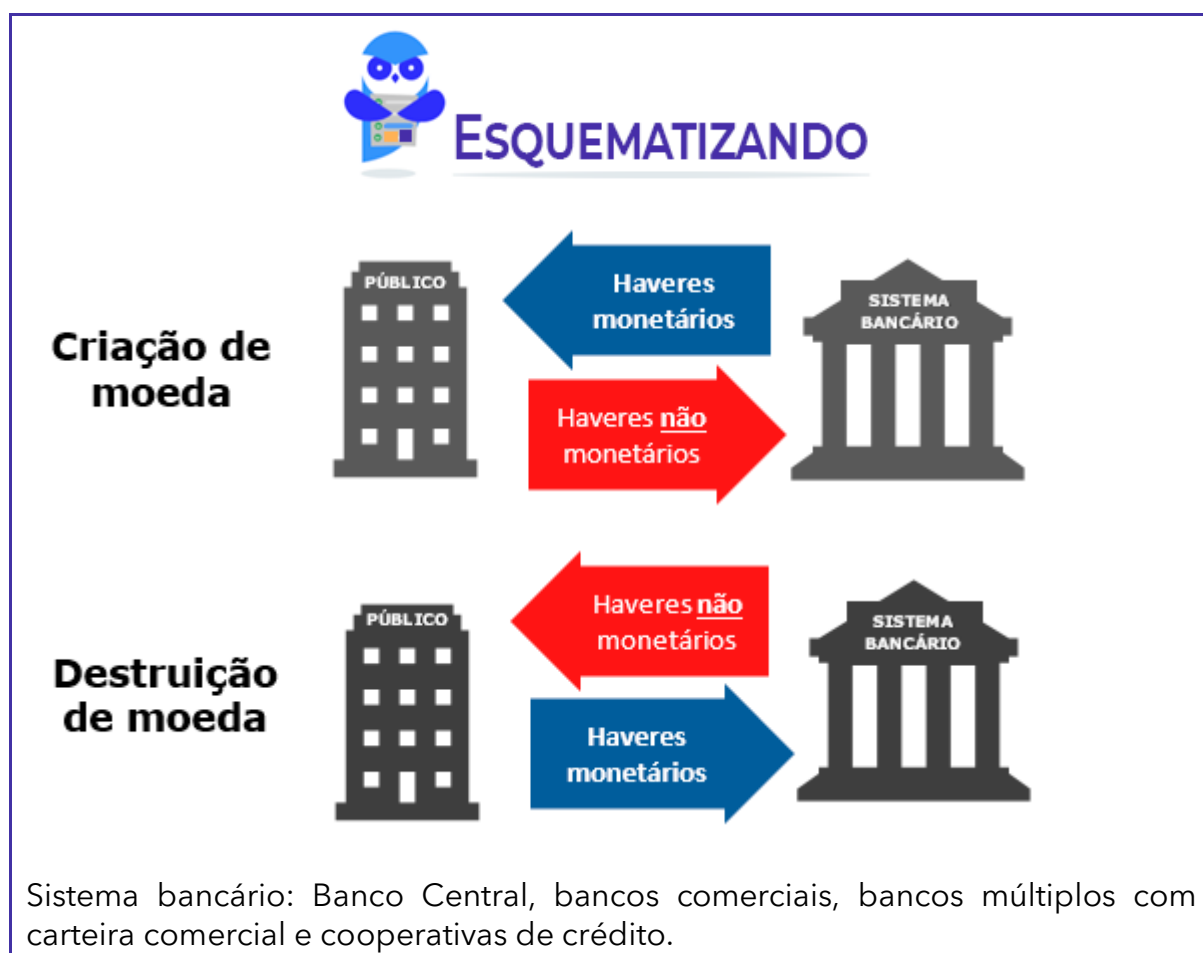 ESQUEMATIZANDO
Criação de
moeda
PÚBLICO
Haveres
monetários
Haveres não
monetários
SISTEMA
BANCÁRIO
Destruição
de moeda
PÚBLICO
Haveres não
monetários
Haveres
monetários
SISTEMA
BANCÁRIO
Sistema bancário: Banco Central, bancos comerciais, bancos múltiplos com
carteira comercial e cooperativas de crédito.